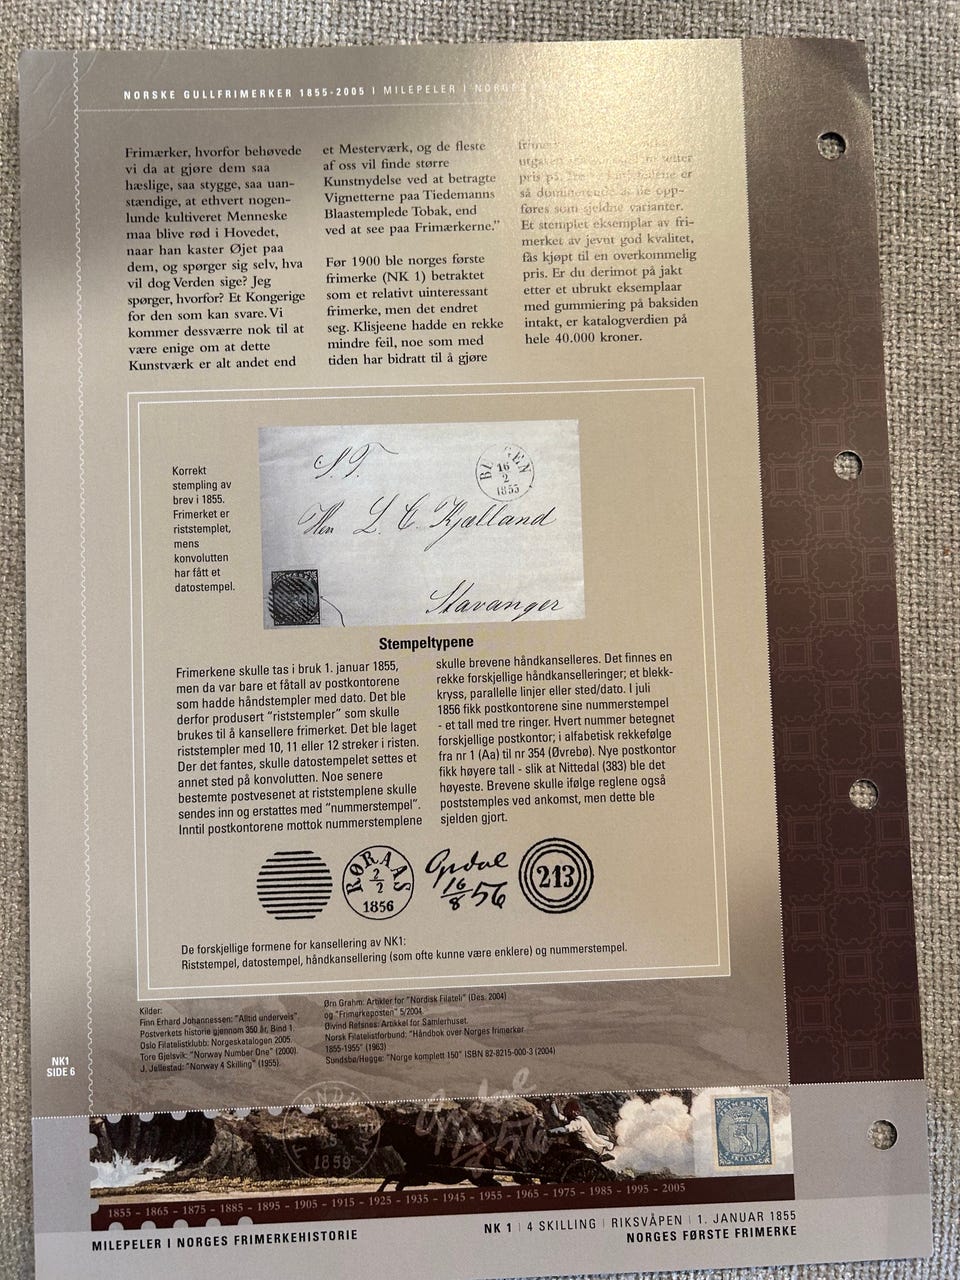 NORSKE GULLFRIMERKER 1855-2005 | MILEPELER I NORGES
Frimærker, hvorfor behøvede
vi da at gjøre dem saa
hæslige, saa stygge, saa uan-
stændige, at ethvert nogen-
lunde kultiveret Menneske
maa blive rød i Hovedet,
naar han kaster Øjet paa
dem, og spørger sig selv, hva
vil dog Verden sige? Jeg
spørger, hvorfor? Et Kongerige
for den som kan svare. Vi
kommer dessværre nok til at
være enige om at dette
Kunstværk er alt andet end
et Mesterværk, og de fleste
af oss vil finde større
Kunstnydelse ved at betragte
Vignetterne paa Tiedemanns
Blaastemplede Tobak, end
ved at see paa Frimærkerne."
Før 1900 ble norges første
frimerke (NK 1) betraktet
som et relativt uinteressant
frimerke, men det endret
seg. Klisjeene hadde en rekke
mindre feil, noe som med
tiden har bidratt til å gjøre
setter
pris på. er
så dominerende at de opp-
føres som sjeldne varianter.
Et stemplet eksemplar av fri-
merket av jevnt god kvalitet,
fås kjøpt til en overkommelig
pris. Er du derimot på jakt
etter et ubrukt eksemplaar
med gummiering på baksiden
intakt, er katalogverdien på
hele 40.000 kroner.
Korrekt
stempling av
brev i 1855.
Frimerket er
riststemplet,
mens
konvolutten
har fått et
datostempel.
S. T.
BERGEN
16
2
1855
Herr L. C. Kjælland
Stavanger
Stempeltypene
Frimerkene skulle tas i bruk 1. januar 1855,
men da var bare et fåtall av postkontorene
som hadde håndstempler med dato. Det ble
derfor produsert "riststempler" som skulle
brukes til å kansellere frimerket. Det ble laget
riststempler med 10, 11 eller 12 streker i risten.
Der det fantes, skulle datostempelet settes et
annet sted på konvolutten. Noe senere
bestemte postvesenet at riststemplene skulle
sendes inn og erstattes med "nummerstempel".
Inntil postkontorene mottok nummerstemplene
skulle brevene håndkanselleres. Det finnes en
rekke forskjellige håndkanselleringer; et blekk-
kryss, parallelle linjer eller sted/dato. I juli
1856 fikk postkontorene sine nummerstempel
- et tall med tre ringer. Hvert nummer betegnet
forskjellige postkontor; i alfabetisk rekkefølge
fra nr 1 (Aa) til nr 354 (Øvrebø). Nye postkontor
fikk høyere tall - slik at Nittedal (383) ble det
høyeste. Brevene skulle ifølge reglene også
poststemples ved ankomst, men dette ble
sjelden gjort.
RØRAAS
2
2
1856
Opdal
16/8 56
213
De forskjellige formene for kansellering av NK1:
Riststempel, datostempel, håndkansellering (som ofte kunne være enklere) og nummerstempel.
Kilder:
Finn Erhard Johannessen: "Alltid underveis".
Postverkets historie gjennom 350 år, Bind 1.
Oslo Filatelistklubb: Norgeskatalogen 2005.
Tore Gjelsvik: "Norway Number One" (2000).
J. Jellestad: "Norway 4 Skilling" (1955).
Ørn Grahm: Artikler for "Nordisk Filateli" (Des. 2004)
og "Frimerkeposten" 5/2004.
Øivind Refsnes: Artikkel for Samlerhuset.
Norsk Filatelistforbund: "Håndbok over Norges frimerker
1855-1955" (1963)
Sundsbø/Hegge: "Norge komplett 150" ISBN 82-8215-000-3 (2004)
NK1
SIDE 6
Opdal
16/8 56
1859
FRIMÆRKE
4 SKILLING
1855 – 1865 – 1875 – 1885 – 1895 – 1905 – 1915 – 1925 – 1935 – 1945 – 1955 – 1965 – 1975 – 1985 – 1995 – 2005
MILEPELER I NORGES FRIMERKEHISTORIE
NK 1 | 4 SKILLING | RIKSVÅPEN | 1. JANUAR 1855
NORGES FØRSTE FRIMERKE